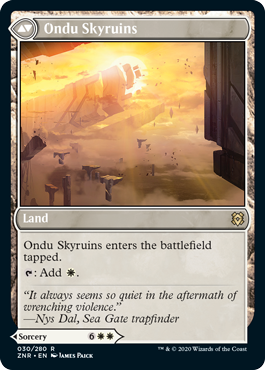 Ondu Skyruins
Land
Ondu Skyruins enters the battlefield
tapped.
: Add .
“It always seems so quiet in the aftermath of
wrenching violence.”
—Nys Dal, Sea Gate trapfinder
Sorcery 6
030/280 R
ZNR • EN James Paick
™ & © 2020 Wizards of the Coast